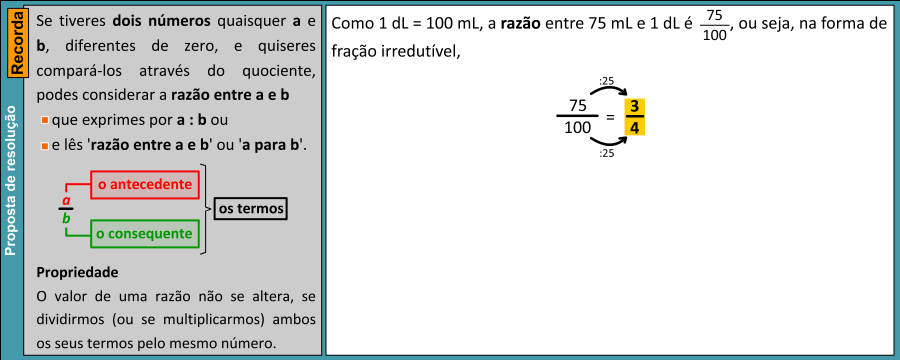 Recorda
Proposta de resolução
Se tiveres dois números quaisquer a e
b, diferentes de zero, e quiseres
compará-los através do quociente,
podes considerar a razão entre a e b
que exprimes por a : b ou
e lês 'razão entre a e b' ou 'a para b'.
o antecedente
a
b
o consequente
os termos
Propriedade
O valor de uma razão não se altera, se
dividirmos (ou se multiplicarmos) ambos
os seus termos pelo mesmo número.
Como 1 dL = 100 mL, a razão entre 75 mL e 1 dL é 75/100, ou seja, na forma de
fração irredutível,
:25
75/100 = 3/4
:25